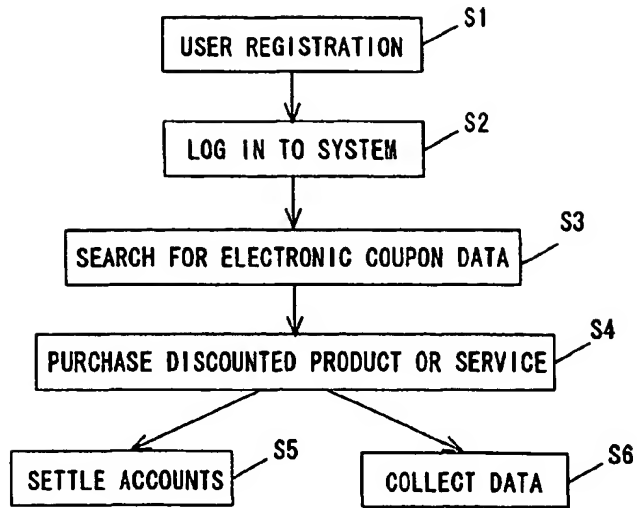 S1
USER REGISTRATION
S2
LOG IN TO SYSTEM
S3
SEARCH FOR ELECTRONIC COUPON DATA
S4
PURCHASE DISCOUNTED PRODUCT OR SERVICE
S5
SETTLE ACCOUNTS
S6
COLLECT DATA